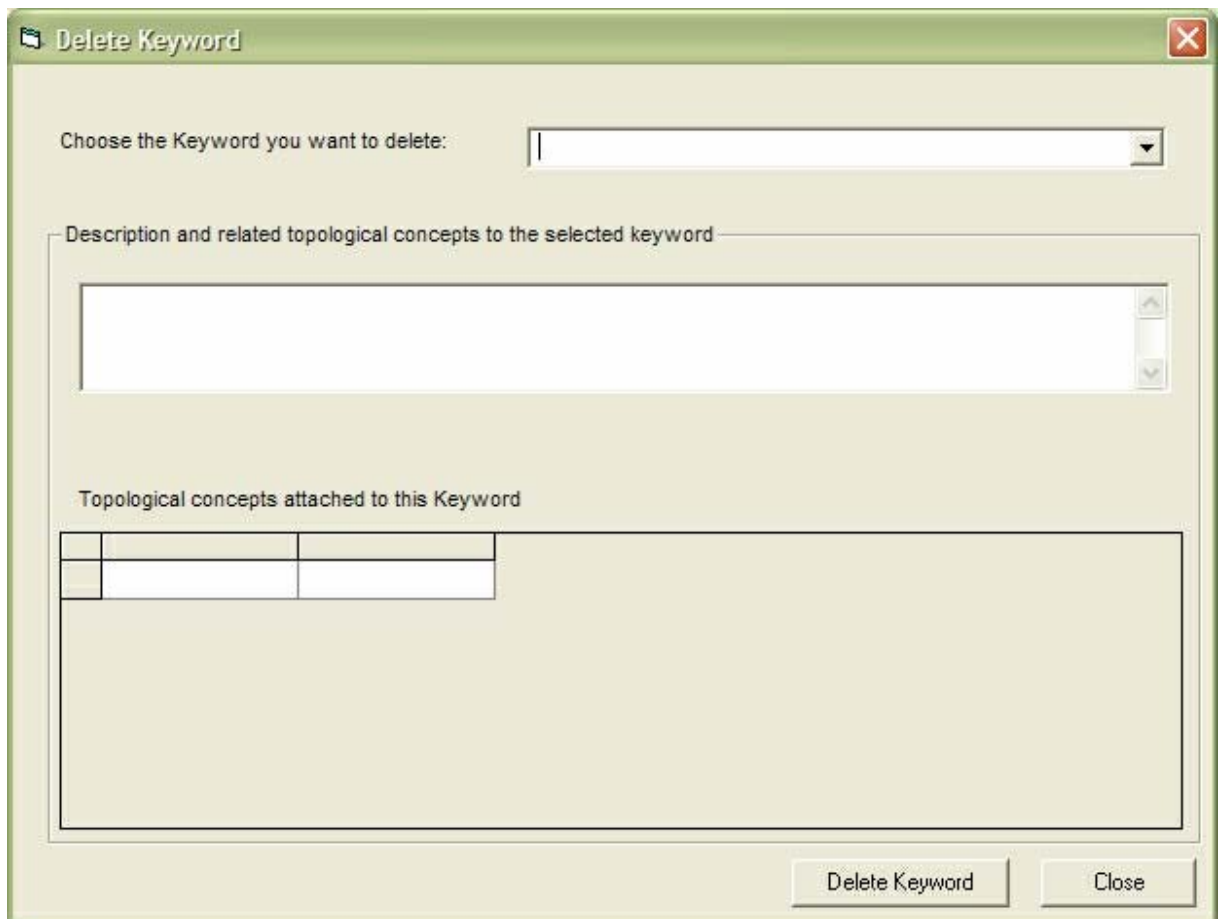 Delete Keyword
Choose the Keyword you want to delete:
Description and related topological concepts to the selected keyword
Topological concepts attached to this Keyword
Delete Keyword
Close